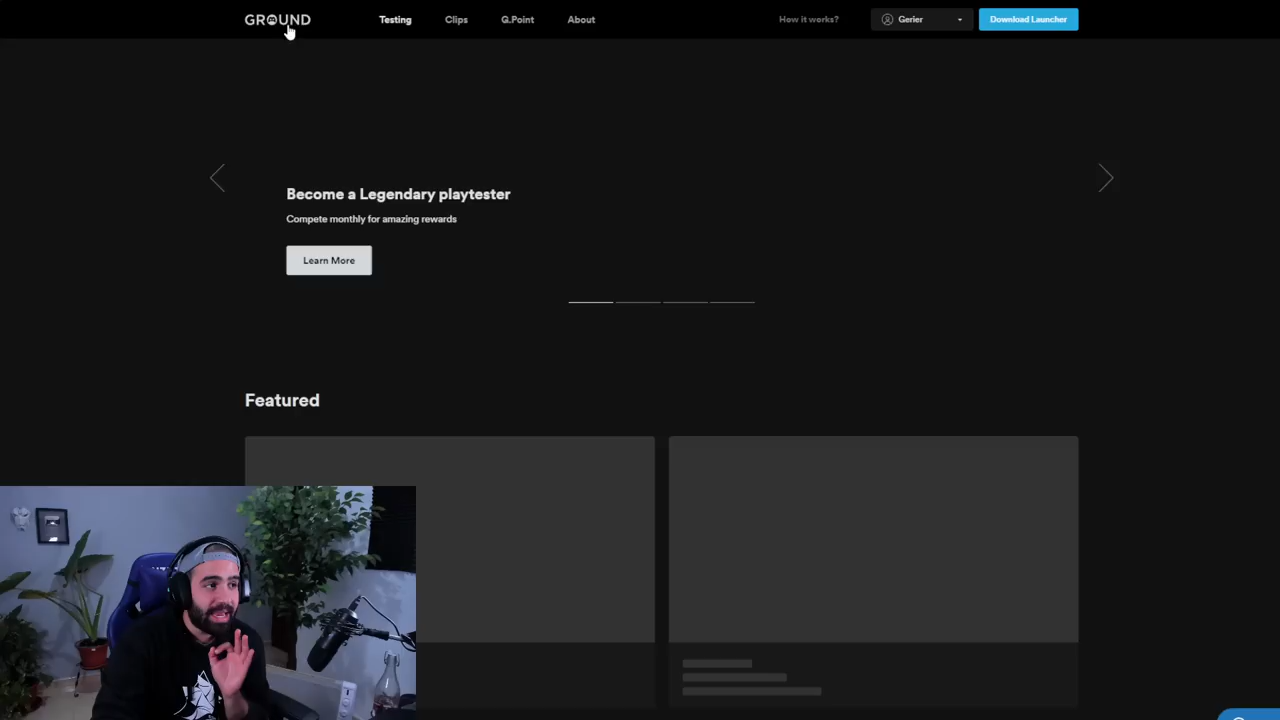 GROUND
Testing
Clips
G.Point
About
How it works?
Gerier
Download Launcher
Become a Legendary playtester
Compete monthly for amazing rewards
Learn More
Featured